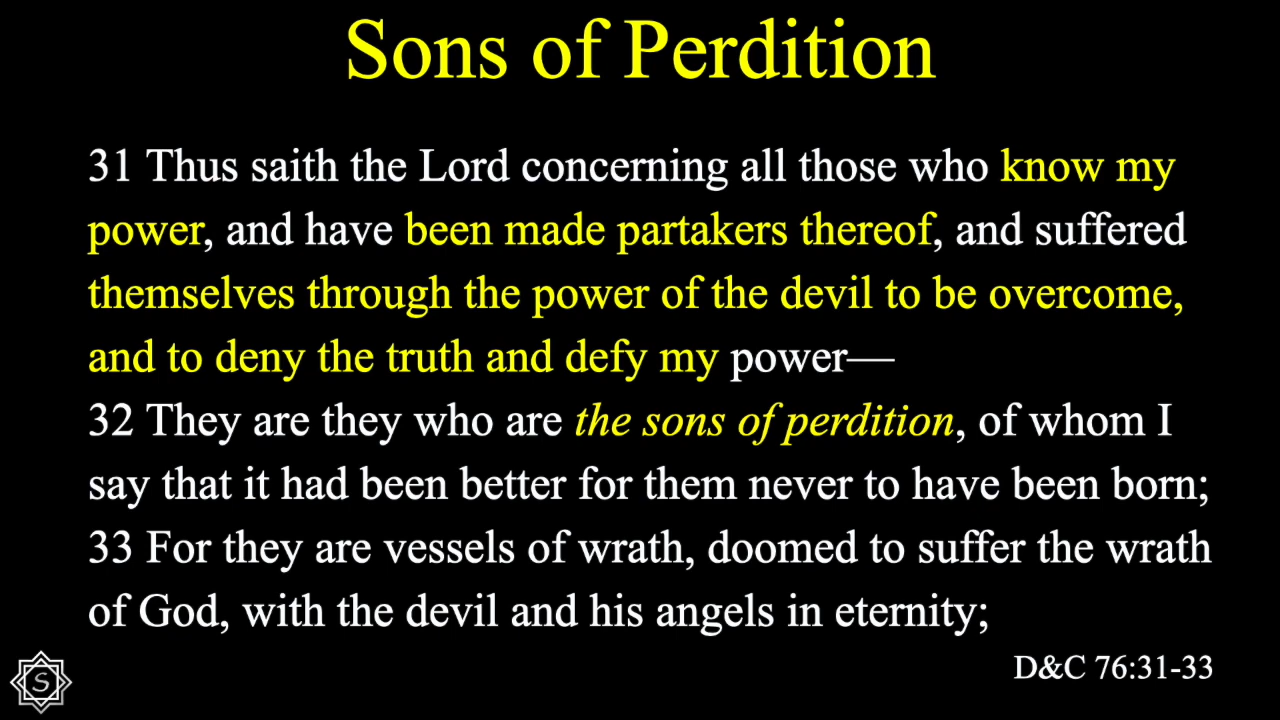 Sons of Perdition
31 Thus saith the Lord concerning all those who know my
power, and have been made partakers thereof, and suffered
themselves through the power of the devil to be overcome,
and to deny the truth and defy my power—
32 They are they who are the sons of perdition, of whom I
say that it had been better for them never to have been born;
33 For they are vessels of wrath, doomed to suffer the wrath
of God, with the devil and his angels in eternity;
D&C 76:31-33
S